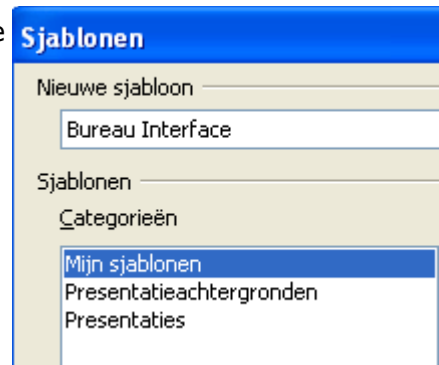 e
Sjablonen
Nieuwe sjabloon
Bureau Interface
Sjablonen
Categorieën
Mijn sjablonen
Presentatieachtergronden
Presentaties